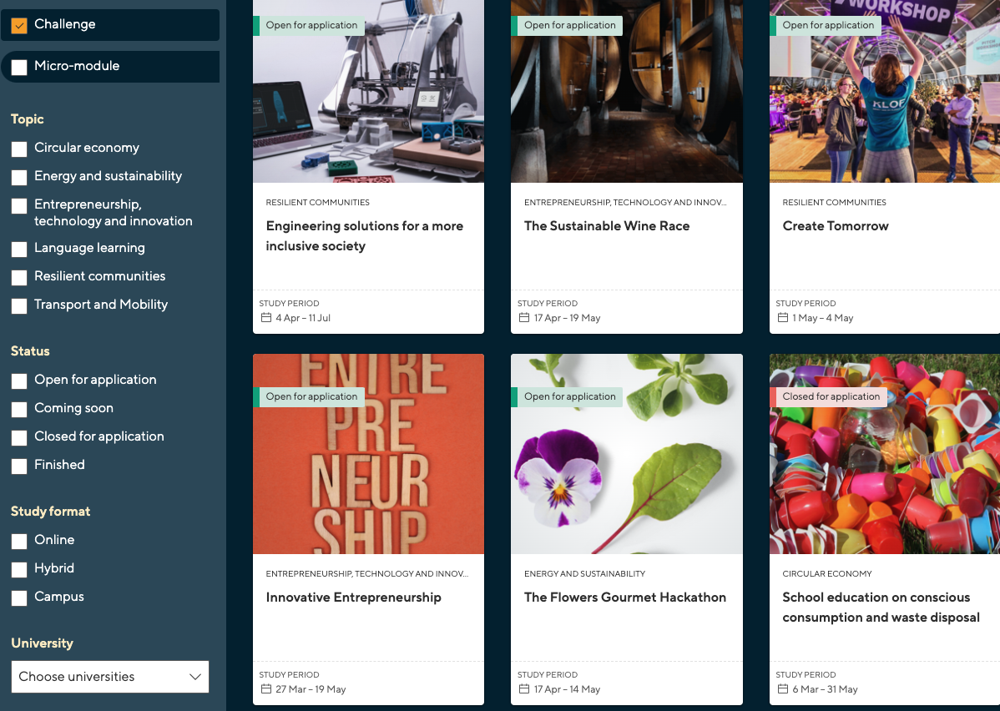 Challenge
Micro-module
Topic
Circular economy
Energy and sustainability
Entrepreneurship,
technology and innovation
Language learning
Resilient communities
Transport and Mobility
Status
Open for application
Coming soon
Closed for application
Finished
Study format
Online
Hybrid
Campus
University
Choose universities
Open for application
RESILIENT COMMUNITIES
Engineering solutions for a more
inclusive society
STUDY PERIOD
4 Apr – 11 Jul
Open for application
ENTREPRENEURSHIP, TECHNOLOGY AND INNOV...
The Sustainable Wine Race
STUDY PERIOD
17 Apr – 19 May
WORKSHOP
Open for application
KLOF
RESILIENT COMMUNITIES
Create Tomorrow
STUDY PERIOD
1 May – 4 May
ENTRE
PRE
NEUR
SHIP
Open for application
ENTREPRENEURSHIP, TECHNOLOGY AND INNOV...
Innovative Entrepreneurship
STUDY PERIOD
27 Mar – 19 May
Open for application
ENERGY AND SUSTAINABILITY
The Flowers Gourmet Hackathon
STUDY PERIOD
17 Apr – 14 May
Closed for application
CIRCULAR ECONOMY
School education on conscious
consumption and waste disposal
STUDY PERIOD
6 Mar – 31 May